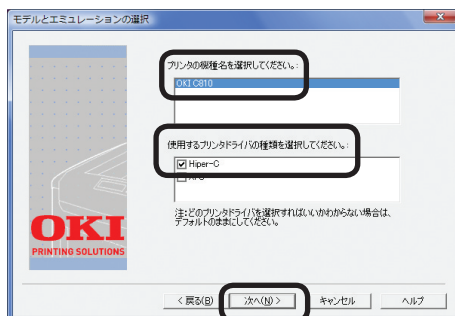 モデルとエミュレーションの選択
プリンタの機種名を選択してください。:
OKI C810
使用するプリンタドライバの種類を選択してください。:
Hiper-C
注:どのプリンタドライバを選択すればいいかわからない場合は、
デフォルトのままにしてください。
OKI
PRINTING SOLUTIONS
< 戻る(B)
次へ(N) >
キャンセル
ヘルプ